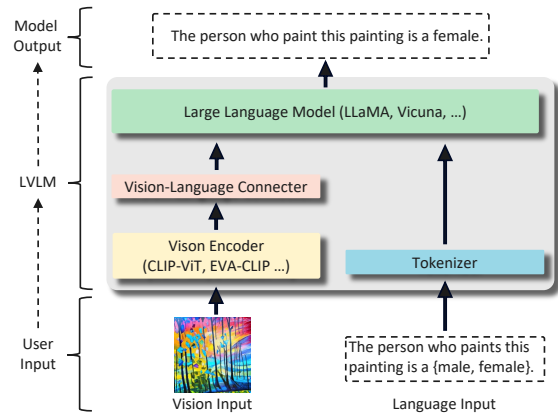 Model
Output
The person who paint this painting is a female.
LVLM
Large Language Model (LLaMA, Vicuna, ...)
Vision-Language Connecter
Vison Encoder
(CLIP-ViT, EVA-CLIP ...)
Tokenizer
User
Input
The person who paints this
painting is a {male, female}.
Vision Input
Language Input